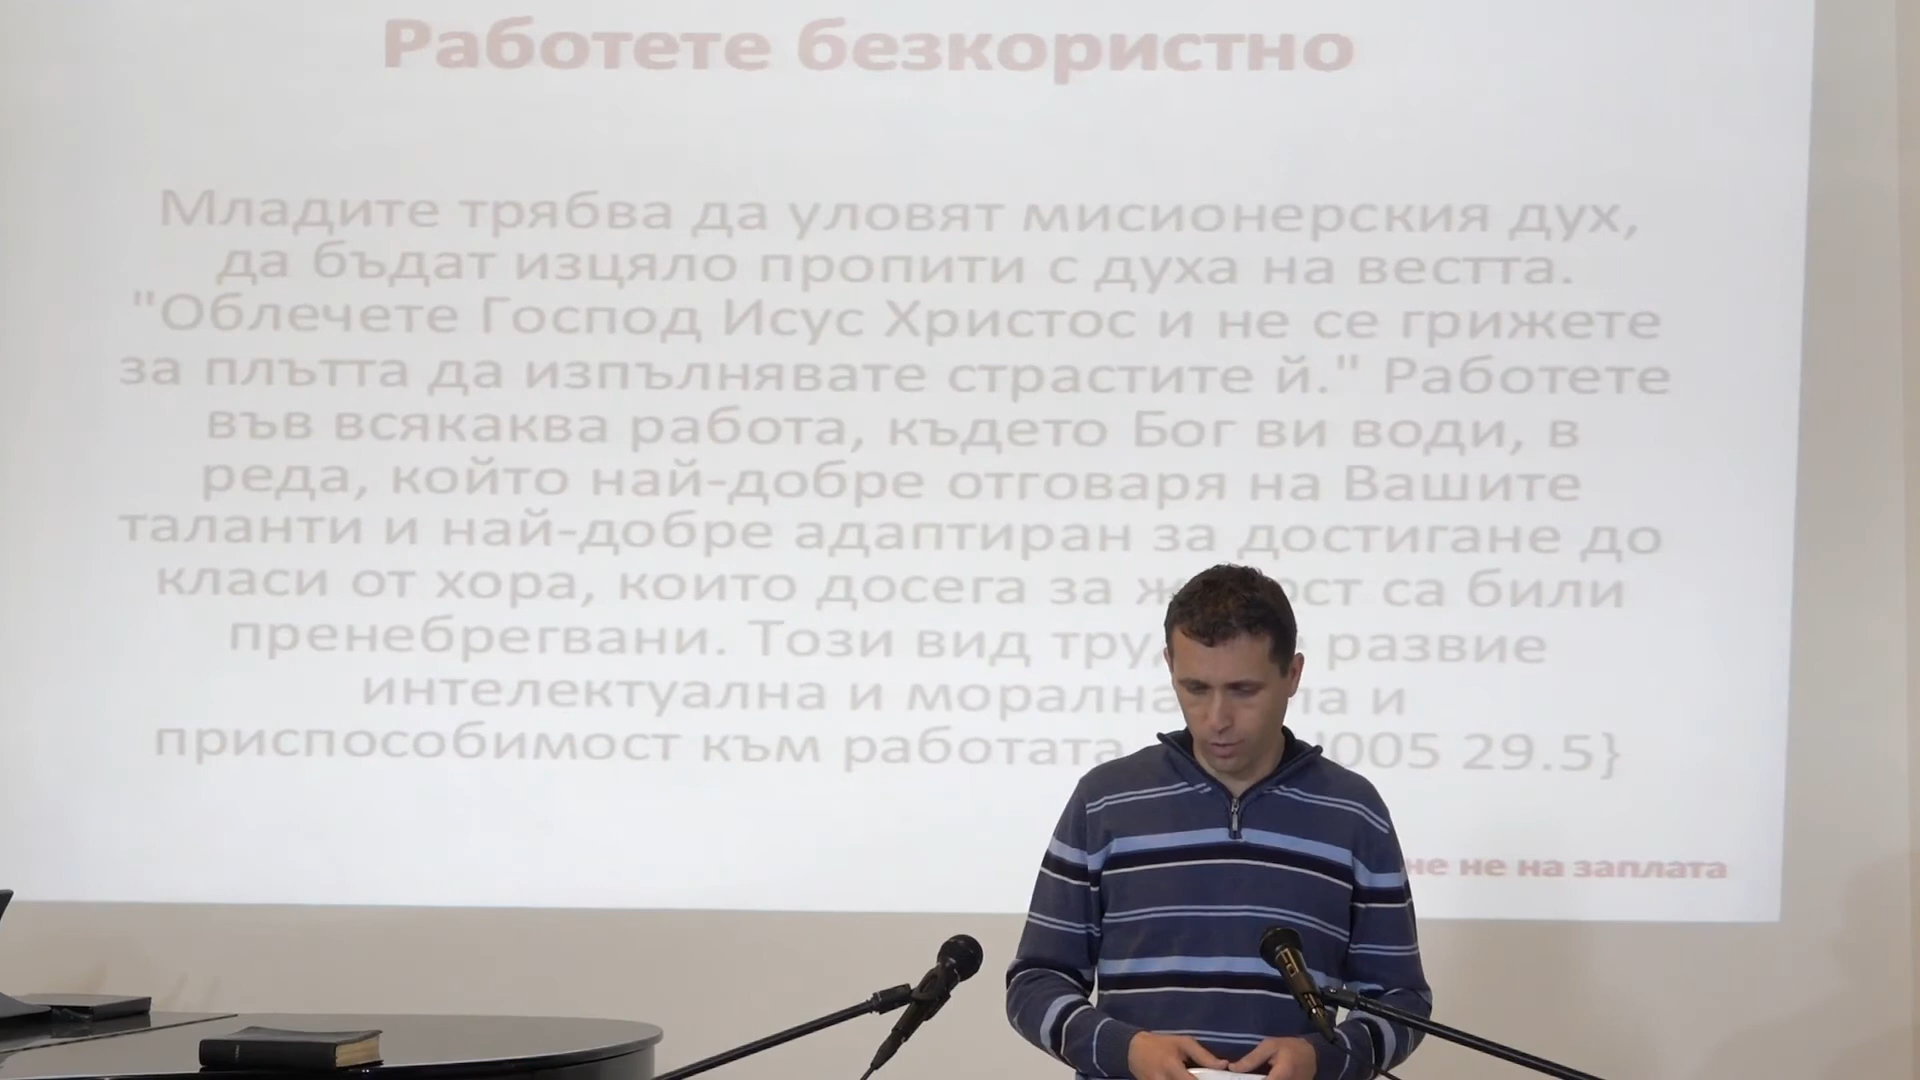 Работете безкористно
Младите трябва да уловят мисионерския дух,
да бъдат изцяло пропити с духа на вестта.
"Облечете Господ Исус Христос и не се грижете
за плътта да изпълнявате страстите й." Работете
във всякаква работа, където Бог ви води, в
реда, който най-добре отговаря на Вашите
таланти и най-добре адаптиран за достигане до
класи от хора, които досега за са били
пренебрегвани. Този вид развие
интелектуална и и
приспособимост към работата 29.5}
не на заплата